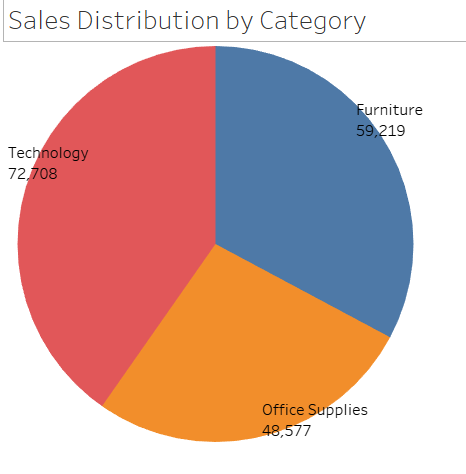 Sales Distribution by Category
Furniture
59,219
Technology
72,708
Office Supplies
48,577